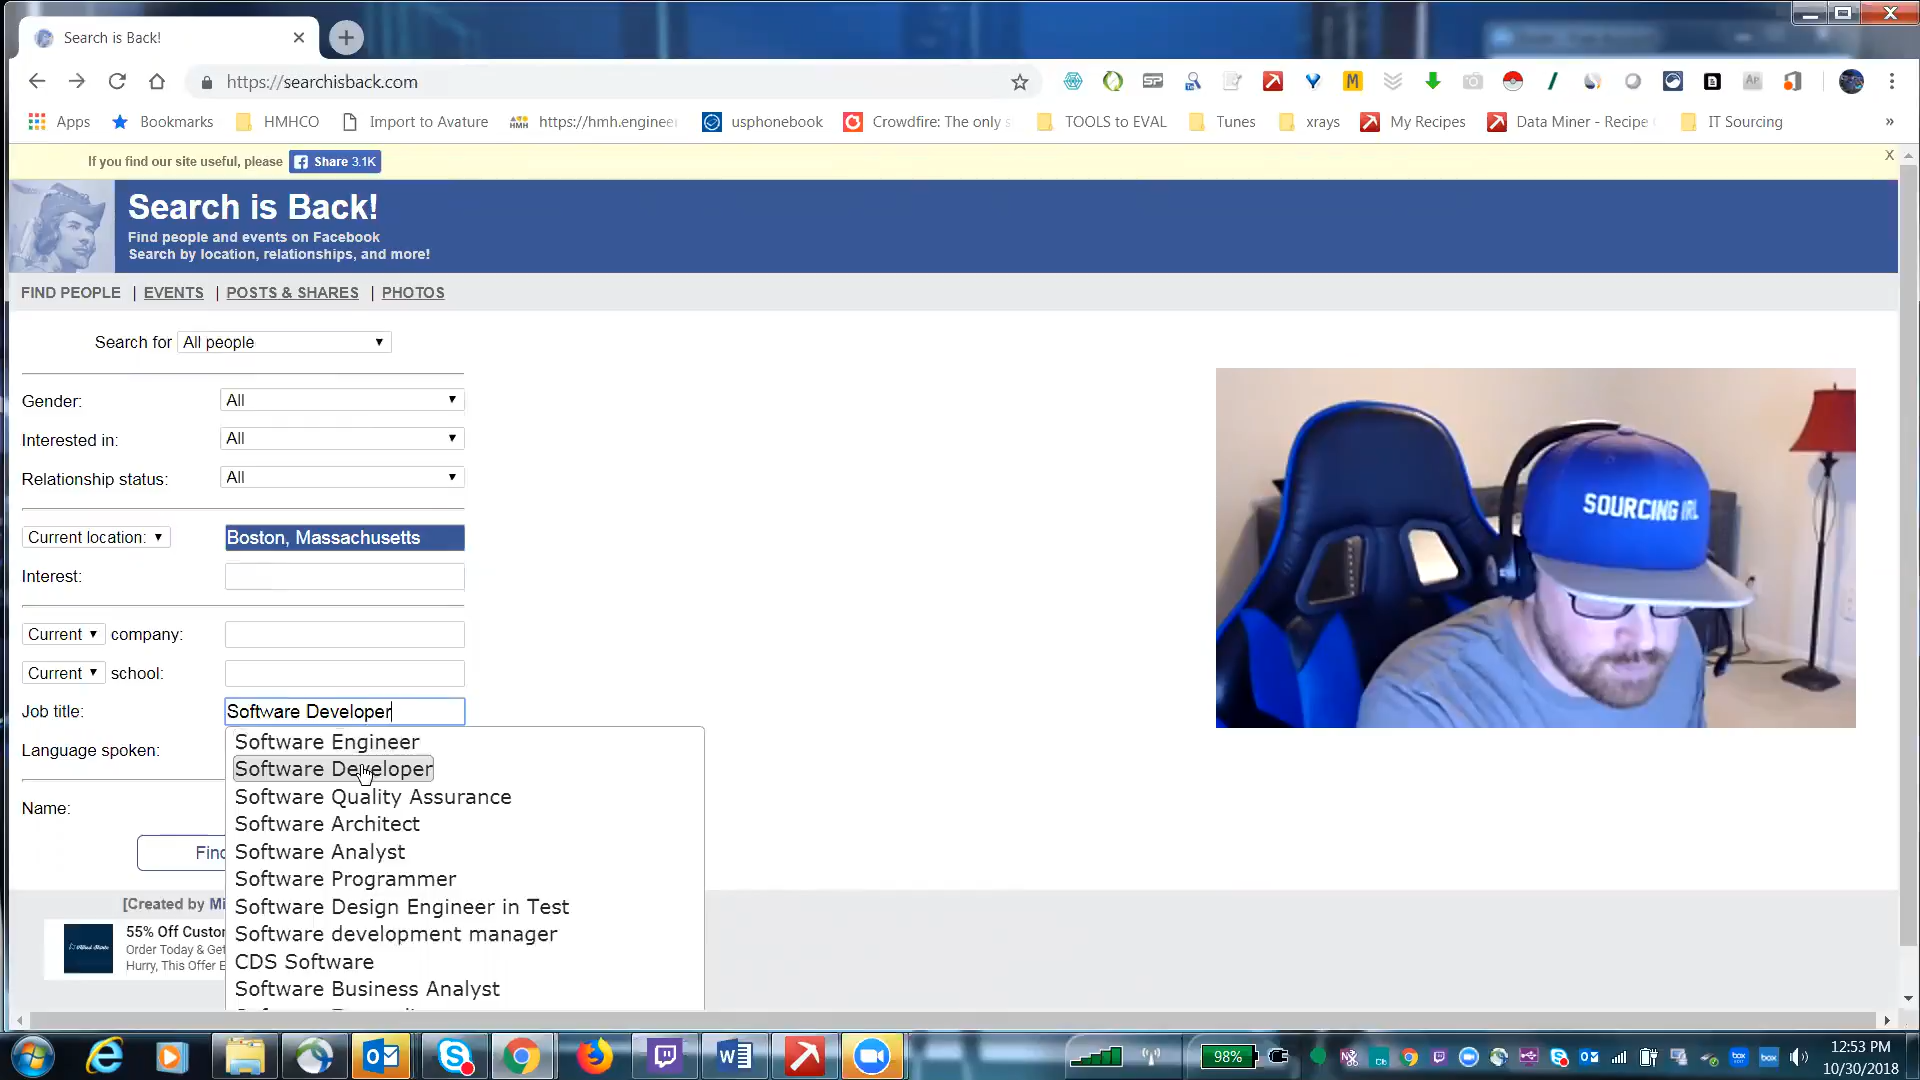 Search is Back!
https://searchisback.com
Apps
Bookmarks
HMHCO
Import to Avature
HMH
https://hmh.engineer
usphonebook
Crowdfire: The only s
TOOLS to EVAL
Tunes
xrays
My Recipes
Data Miner - Recipe
IT Sourcing
»
If you find our site useful, please
Share 3.1K
X
Search is Back!
Find people and events on Facebook
Search by location, relationships, and more!
FIND PEOPLE | EVENTS | POSTS & SHARES | PHOTOS
Search for All people
Gender: All
Interested in: All
Relationship status: All
Current location: Boston, Massachusetts
Interest:
Current company:
Current school:
Job title: Software Developer
Language spoken:
Name:
Software Engineer
Software Developer
Software Quality Assurance
Software Architect
Software Analyst
Software Programmer
Software Design Engineer in Test
Software development manager
CDS Software
Software Business Analyst
Find
[Created by Mi
55% Off Custor
Order Today & Get
Hurry, This Offer E
SOURCING IRL
98%
12:53 PM
10/30/2018